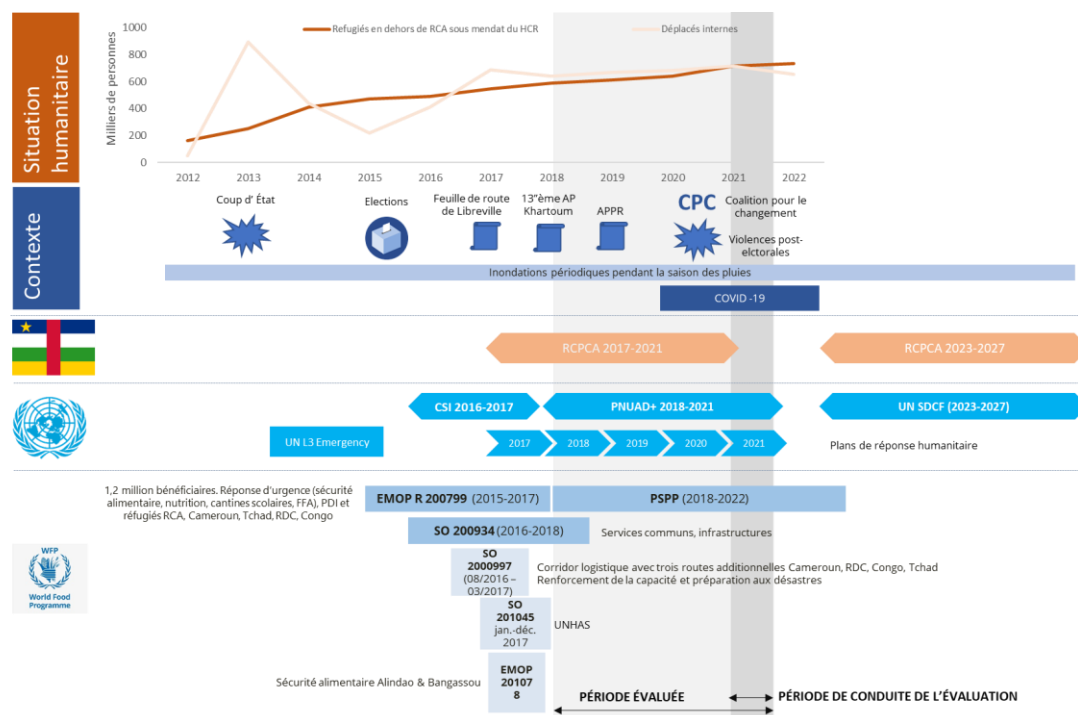 Situation
humanitaire
Refugiés en dehors de RCA sous mendat du HCR
Déplacés internes
Milliers de personnes
1000
800
600
400
200
0
2012 2013 2014 2015 2016 2017 2018 2019 2020 2021 2022
Contexte
Coup d' État
Elections
Feuille de route
de Libreville
13"ème AP
Khartoum
APPR
CPC
Coalition pour le
changement
Violences post-
elctorales
Inondations périodiques pendant la saison des pluies
COVID -19
RCPCA 2017-2021
RCPCA 2023-2027
CSI 2016-2017
PNUAD+ 2018-2021
UN SDCF (2023-2027)
UN L3 Emergency
2017
2018
2019
2020
2021
Plans de réponse humanitaire
1,2 million bénéficiaires. Réponse d'urgence (sécurité
alimentaire, nutrition, cantines scolaires, FFA), PDI et
réfugiés RCA, Cameroun, Tchad, RDC, Congo
EMOP R 200799 (2015-2017)
PSPP (2018-2022)
SO 200934 (2016-2018)
Services communs, infrastructures
WFP
World Food
Programme
SO
2000997
(08/2016 –
03/2017)
Corridor logistique avec trois routes additionnelles Cameroun, RDC, Congo, Tchad
Renforcement de la capacité et préparation aux désastres
SO
201045
jan.-déc.
2017
UNHAS
Sécurité alimentaire Alindao & Bangassou
EMOP
20107
8
PÉRIODE ÉVALUÉE
PÉRIODE DE CONDUITE DE L'ÉVALUATION